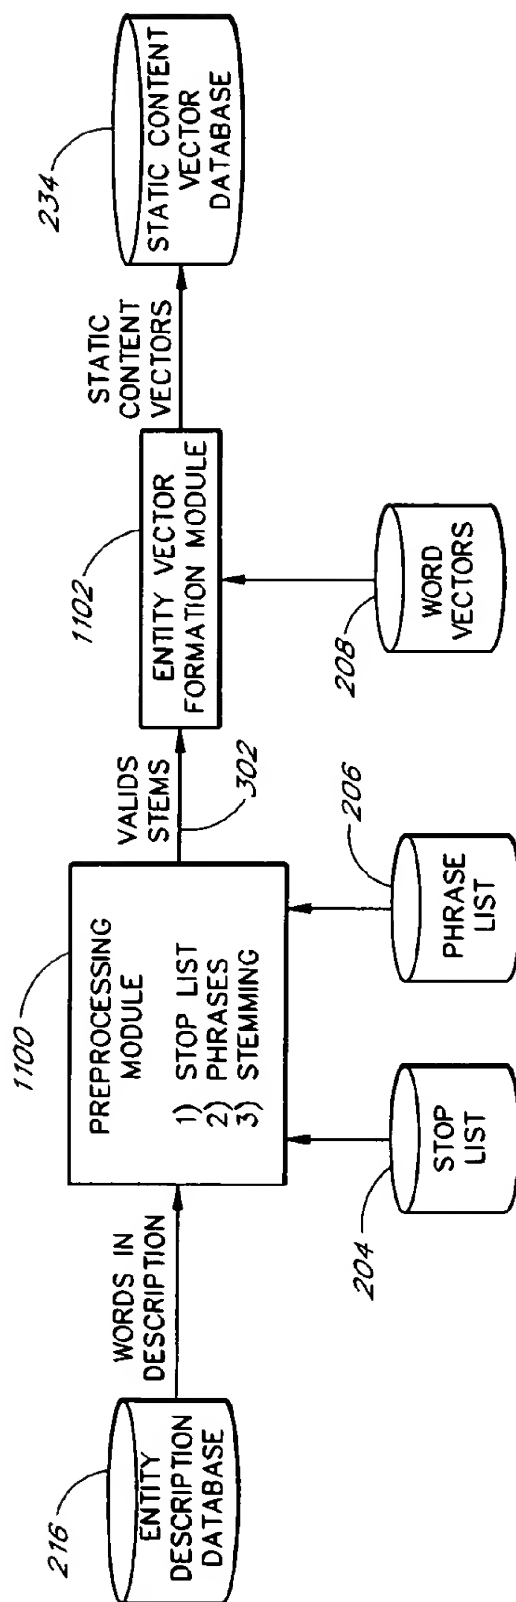 216
ENTITY
DESCRIPTION
DATABASE
WORDS IN
DESCRIPTION
1100
PREPROCESSING
MODULE
1) STOP LIST
2) PHRASES
3) STEMMING
204
STOP
LIST
206
PHRASE
LIST
VALIDS
STEMS
302
1102
ENTITY VECTOR
FORMATION MODULE
208
WORD
VECTORS
STATIC
CONTENT
VECTORS
234
STATIC CONTENT
VECTOR
DATABASE